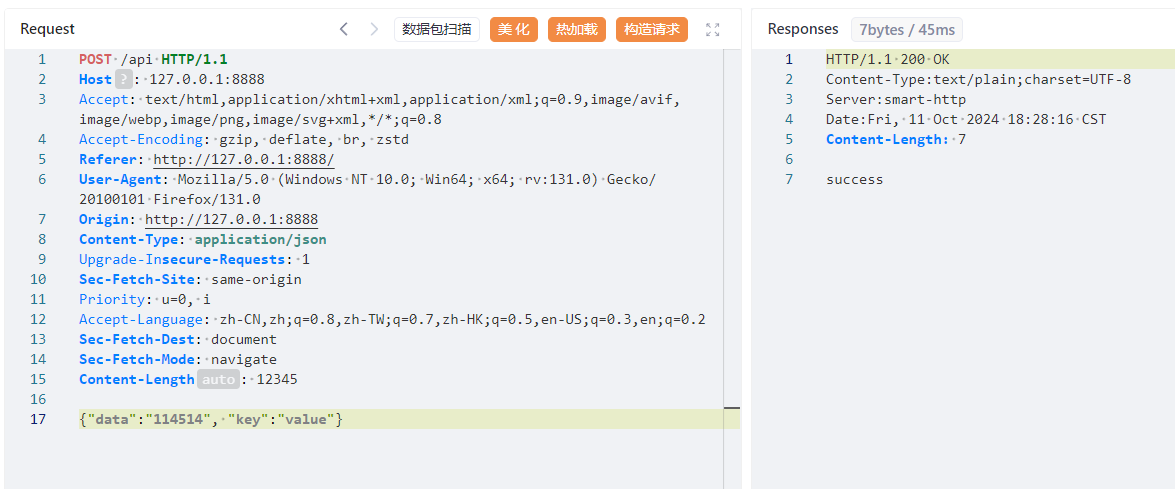 Request 数据包扫描 美化 热加载 构造请求
1 POST /api HTTP/1.1
2 Host ? : 127.0.0.1:8888
3 Accept: text/html,application/xhtml+xml,application/xml;q=0.9,image/avif,
image/webp,image/png,image/svg+xml,*/*;q=0.8
4 Accept-Encoding: gzip, deflate, br, zstd
5 Referer: http://127.0.0.1:8888/
6 User-Agent: Mozilla/5.0 (Windows NT 10.0; Win64; x64; rv:131.0) Gecko/
20100101 Firefox/131.0
7 Origin: http://127.0.0.1:8888
8 Content-Type: application/json
9 Upgrade-Insecure-Requests: 1
10 Sec-Fetch-Site: same-origin
11 Priority: u=0, i
12 Accept-Language: zh-CN,zh;q=0.8,zh-TW;q=0.7,zh-HK;q=0.5,en-US;q=0.3,en;q=0.2
13 Sec-Fetch-Dest: document
14 Sec-Fetch-Mode: navigate
15 Content-Length auto : 12345
16
17 {"data":"114514", "key":"value"}
Responses 7bytes / 45ms
1 HTTP/1.1 200 OK
2 Content-Type:text/plain;charset=UTF-8
3 Server:smart-http
4 Date:Fri, 11 Oct 2024 18:28:16 CST
5 Content-Length: 7
6
7 success